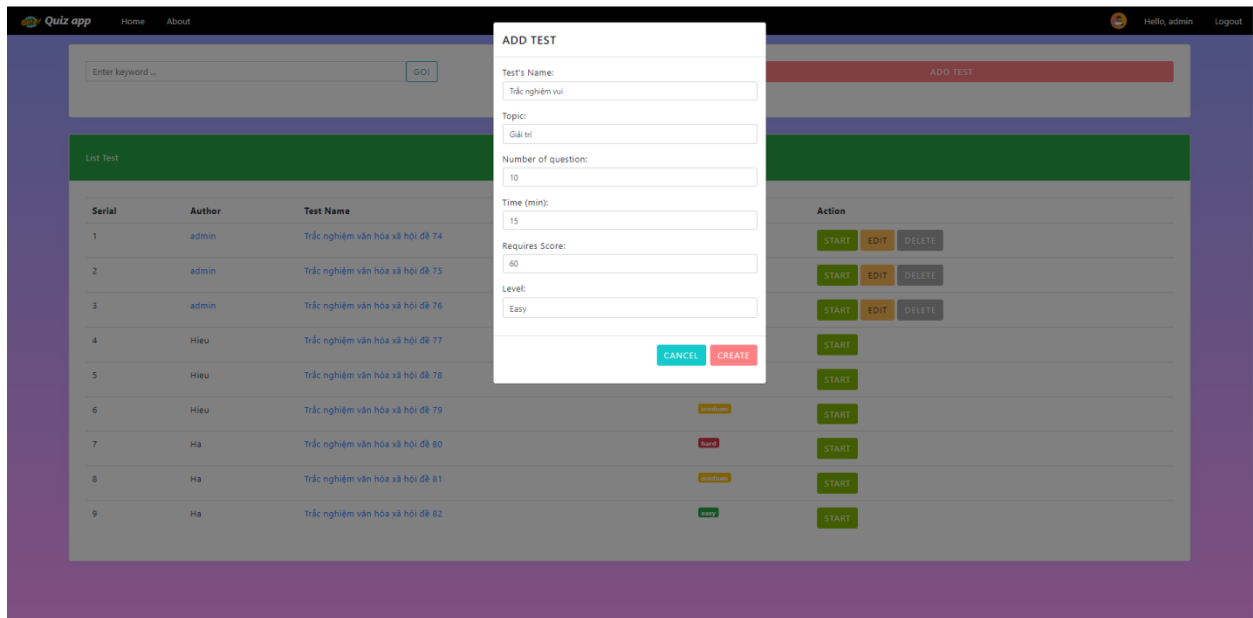 Quiz app Home About Hello, admin Logout
ADD TEST
Enter keyword ... GO! ADD TEST
Test's Name:
Trắc nghiệm vui
Topic:
Giải trí
Number of question:
10
Time (min):
15
Requires Score:
60
Level:
Easy
CANCEL CREATE
List Test
Serial Author Test Name Action
1 admin Trắc nghiệm văn hóa xã hội đề 74 START EDIT DELETE
2 admin Trắc nghiệm văn hóa xã hội đề 75 START EDIT DELETE
3 admin Trắc nghiệm văn hóa xã hội đề 76 START EDIT DELETE
4 Hieu Trắc nghiệm văn hóa xã hội đề 77 START
5 Hieu Trắc nghiệm văn hóa xã hội đề 78 START
6 Hieu Trắc nghiệm văn hóa xã hội đề 79 medium START
7 Ha Trắc nghiệm văn hóa xã hội đề 80 hard START
8 Ha Trắc nghiệm văn hóa xã hội đề 81 medium START
9 Ha Trắc nghiệm văn hóa xã hội đề 82 easy START